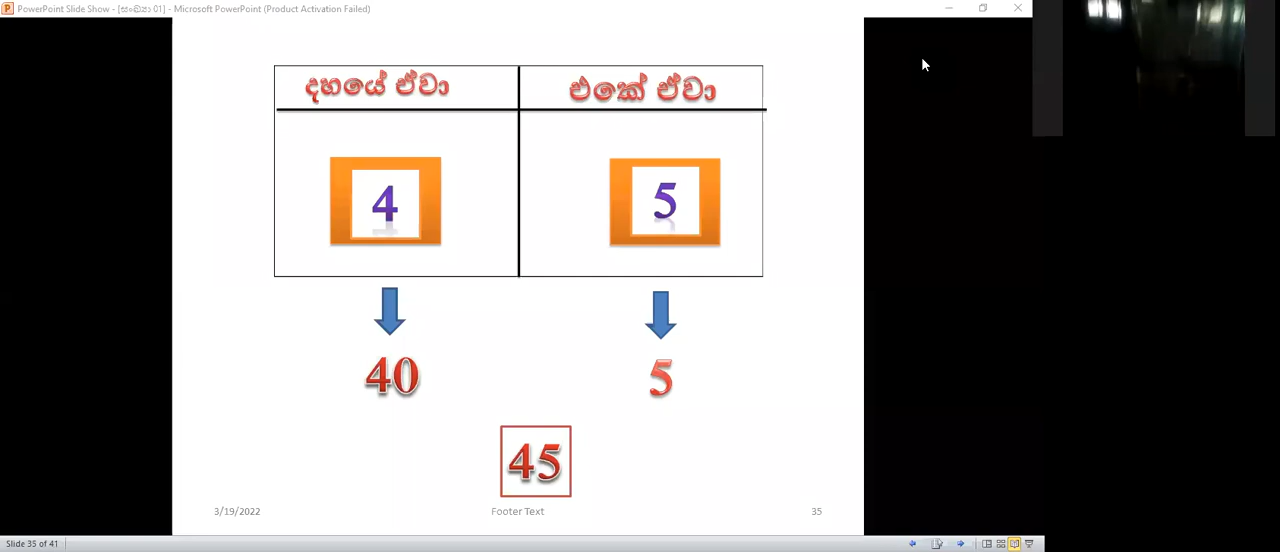 PowerPoint Slide Show - [සංඛ්‍යා 01] - Microsoft PowerPoint (Product Activation Failed)
දහයේ ඒවා එකේ ඒවා
4 5
40 5
45
3/19/2022 Footer Text 35
Slide 35 of 41